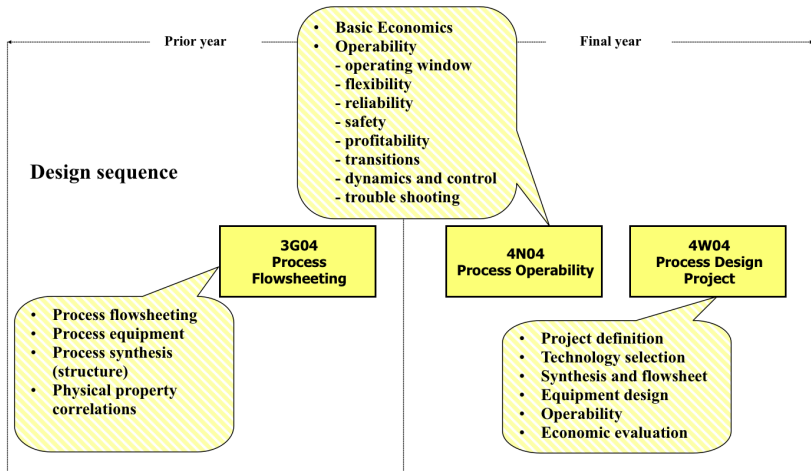 Prior year
Final year
• Basic Economics
• Operability
- operating window
- flexibility
- reliability
- safety
- profitability
- transitions
- dynamics and control
- trouble shooting
Design sequence
3G04
Process
Flowsheeting
4N04
Process Operability
4W04
Process Design
Project
• Process flowsheeting
• Process equipment
• Process synthesis
(structure)
• Physical property
correlations
• Project definition
• Technology selection
• Synthesis and flowsheet
• Equipment design
• Operability
• Economic evaluation